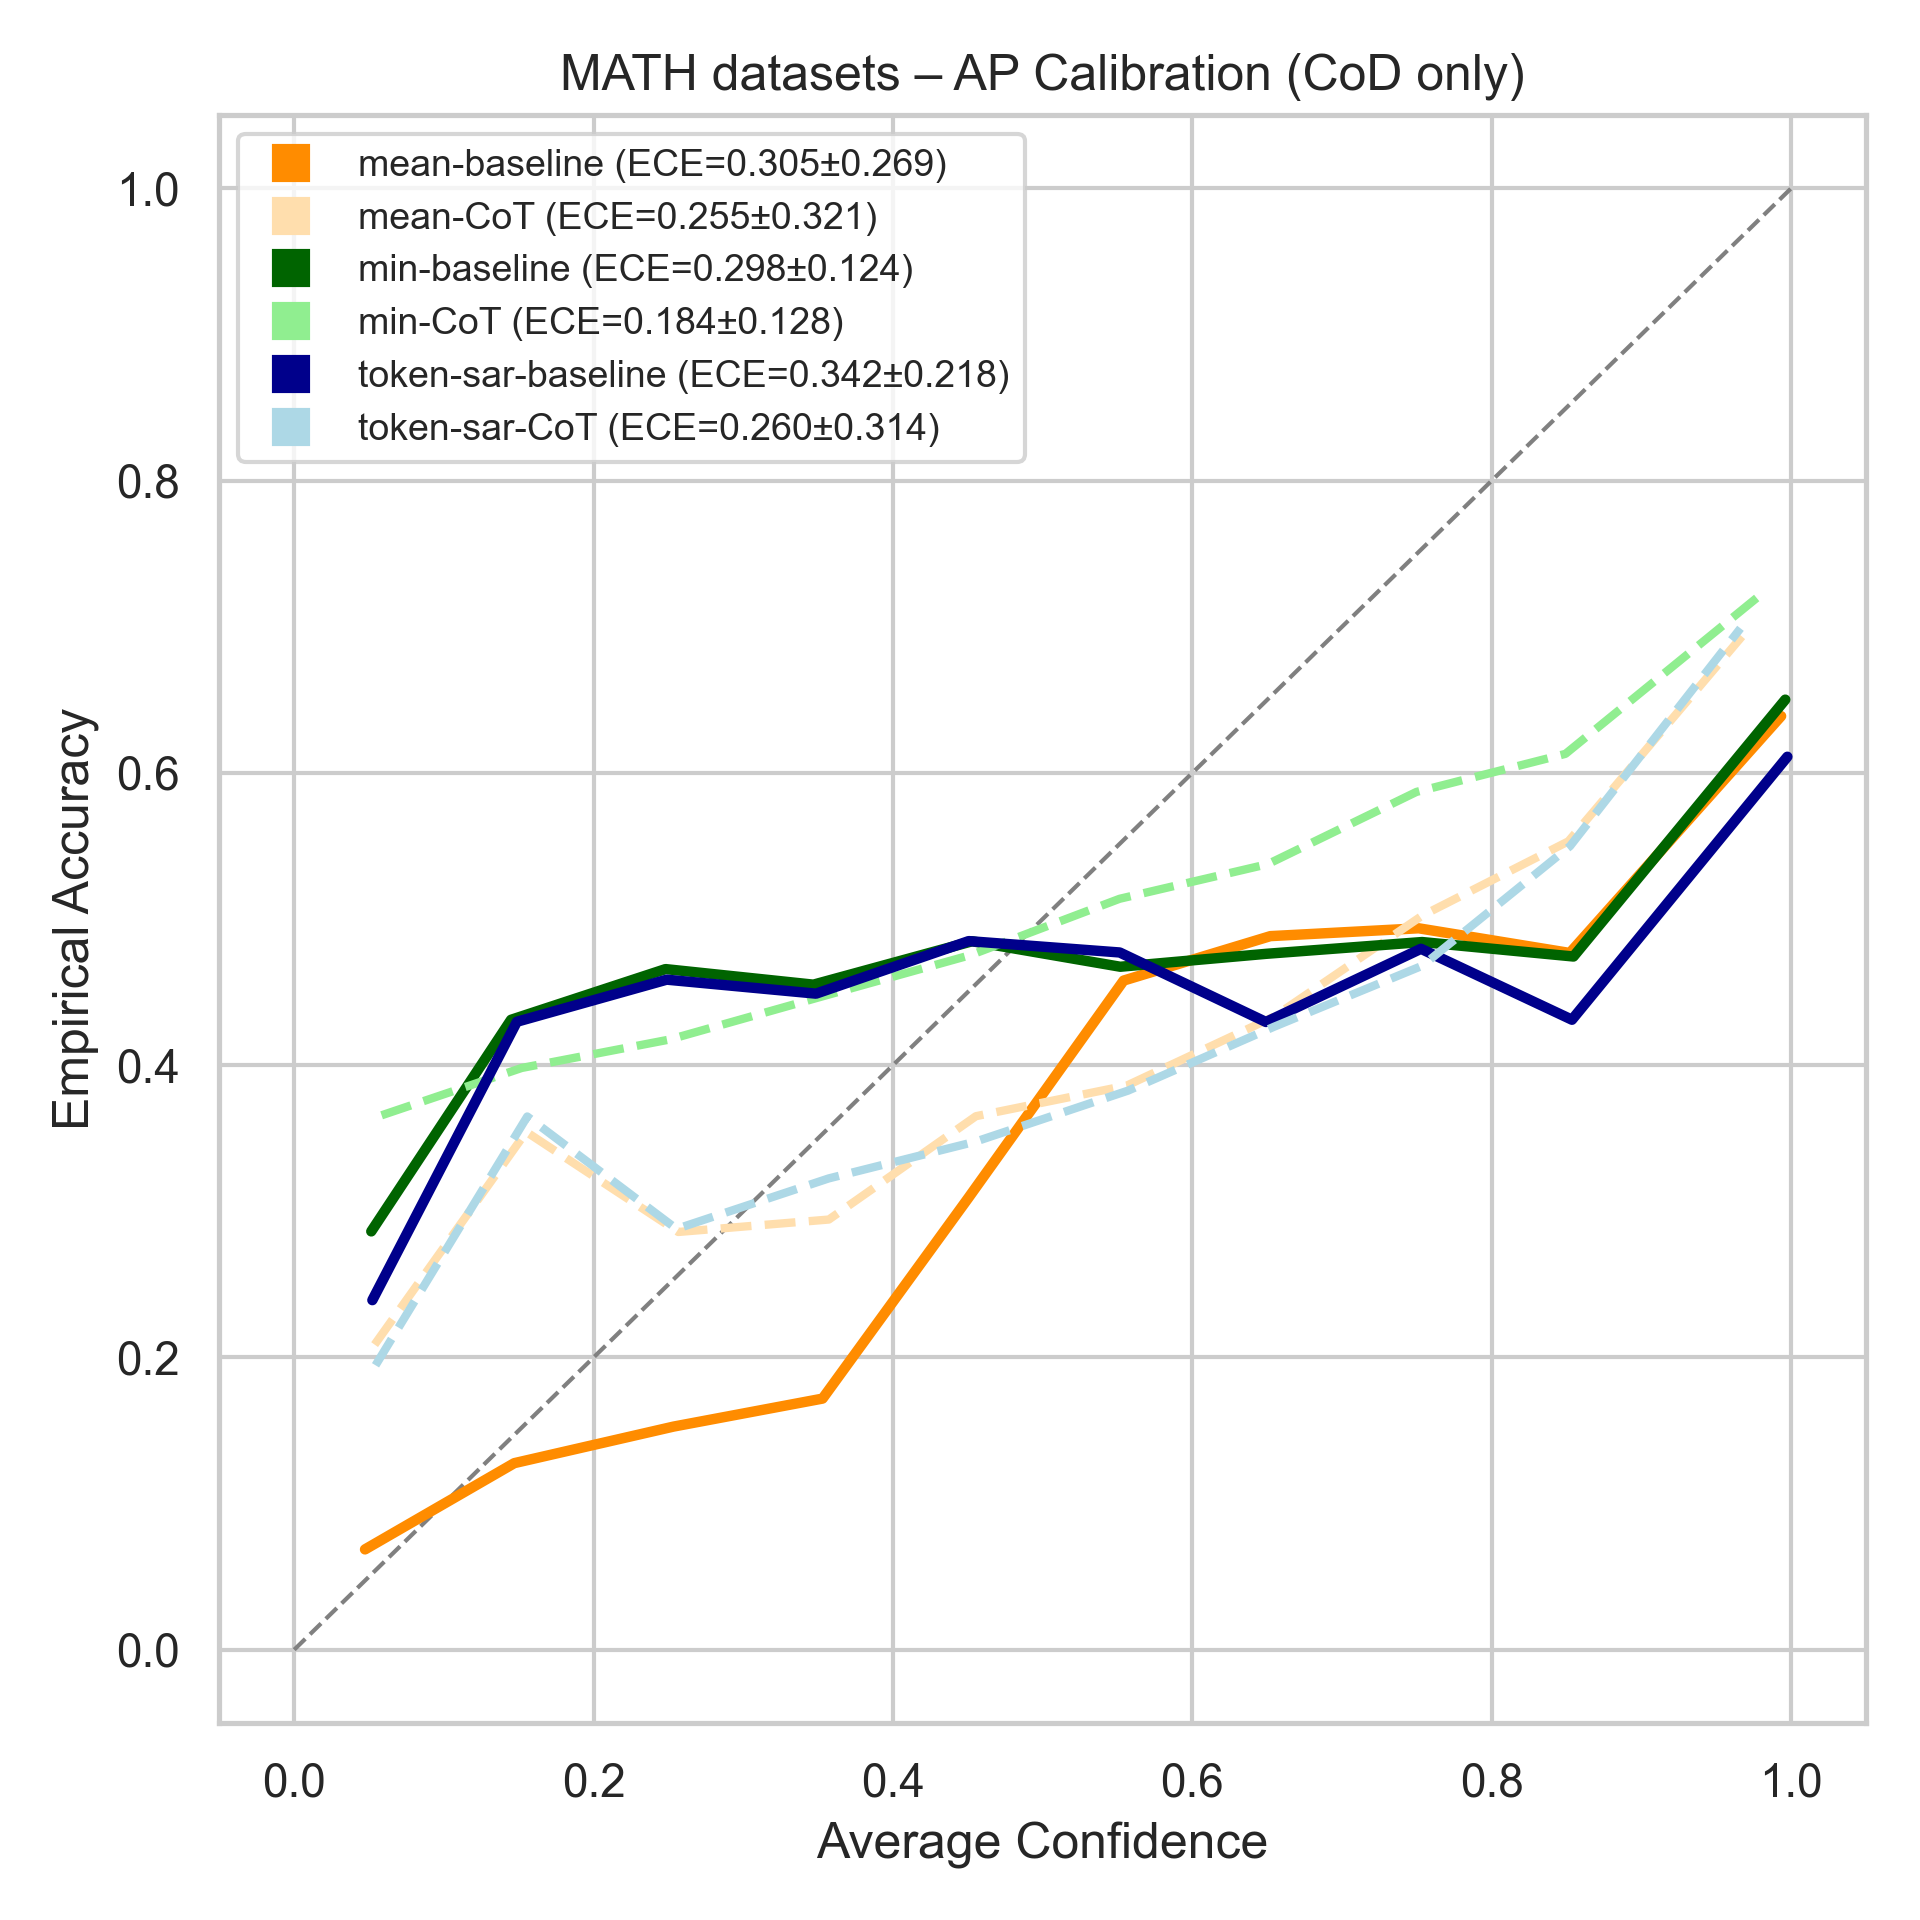 MATH datasets – AP Calibration (CoD only)
mean-baseline (ECE=0.305±0.269)
mean-CoT (ECE=0.255±0.321)
min-baseline (ECE=0.298±0.124)
min-CoT (ECE=0.184±0.128)
token-sar-baseline (ECE=0.342±0.218)
token-sar-CoT (ECE=0.260±0.314)
1.0
0.8
0.6
0.4
0.2
0.0
Empirical Accuracy
0.0 0.2 0.4 0.6 0.8 1.0
Average Confidence